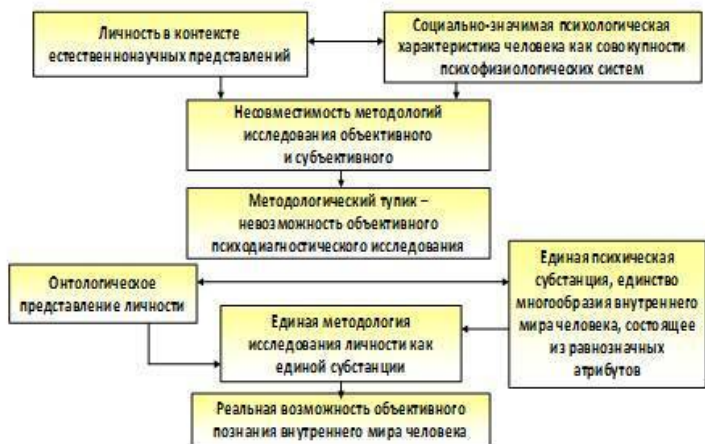 Личность в контексте
естественнонаучных представлений
Социально-значимая психологическая
характеристика человека как совокупности
психофизиологических систем
Несовместимость методологий
исследования объективного
и субъективного
Методологический тупик –
невозможность объективного
психодиагностического исследования
Онтологическое
представление личности
Единая психическая
субстанция, единство
многообразия внутреннего
мира человека, состоящее
из равнозначных
атрибутов
Единая методология
исследования личности как
единой субстанции
Реальная возможность объективного
познания внутреннего мира человека